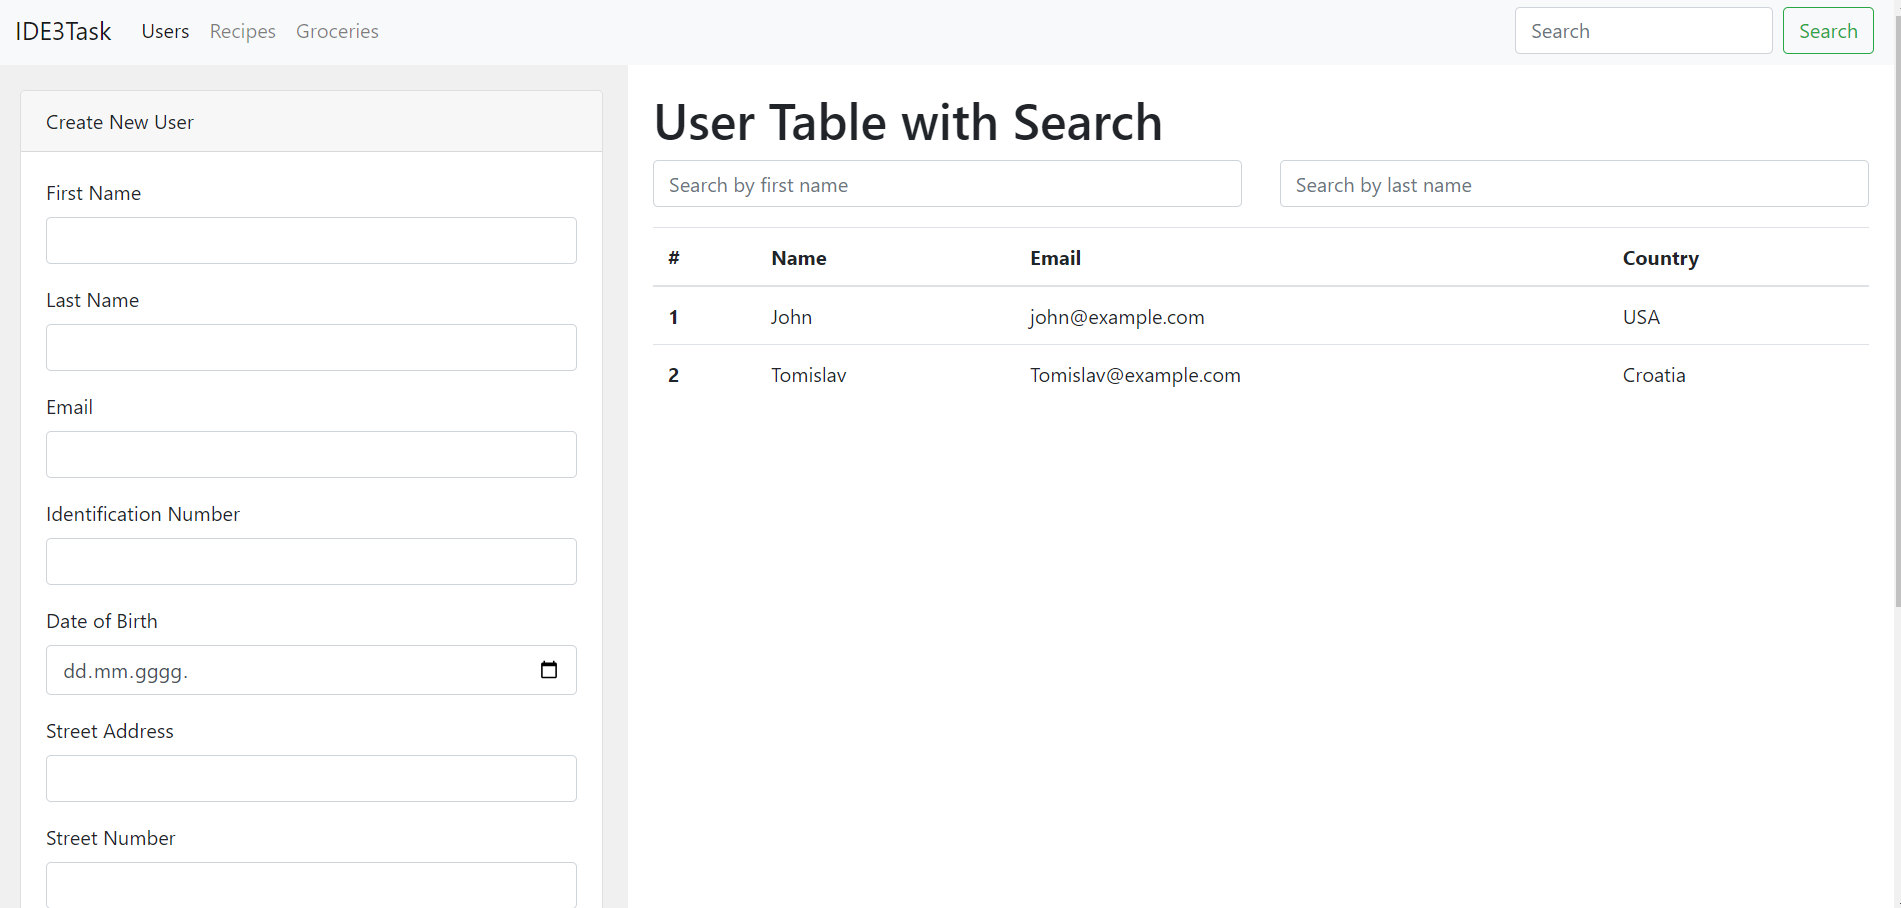 IDE3Task Users Recipes Groceries Search Search
Create New User
First Name
Last Name
Email
Identification Number
Date of Birth
dd.mm.gggg.
Street Address
Street Number
User Table with Search
Search by first name Search by last name
# Name Email Country
1 John john@example.com USA
2 Tomislav Tomislav@example.com Croatia